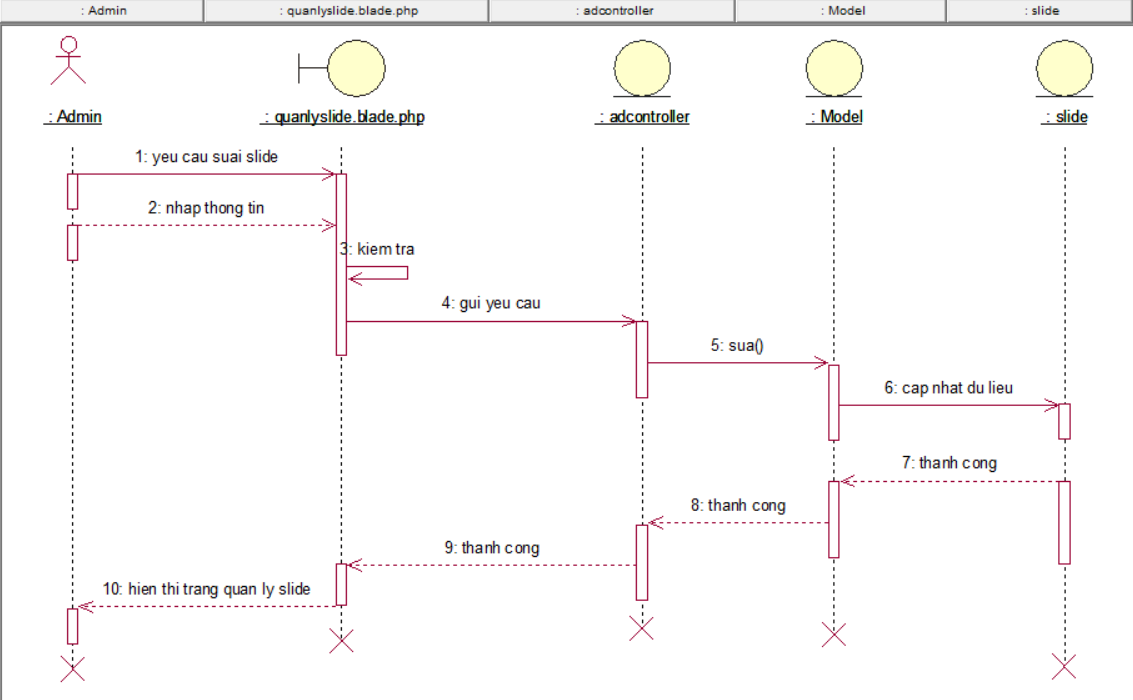 : Admin
: quanlyslide.blade.php
: adcontroller
: Model
: slide
: Admin
: quanlyslide.blade.php
: adcontroller
: Model
: slide
1: yeu cau suai slide
2: nhap thong tin
3: kiem tra
4: gui yeu cau
5: sua()
6: cap nhat du lieu
7: thanh cong
8: thanh cong
9: thanh cong
10: hien thi trang quan ly slide